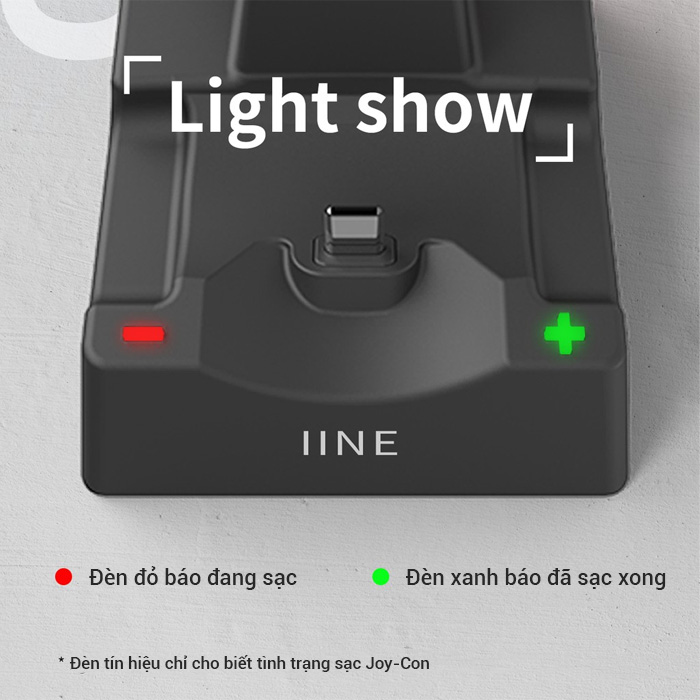 Light show
IINE
Đèn đỏ báo đang sạc
Đèn xanh báo đã sạc xong
* Đèn tín hiệu chỉ cho biết tình trạng sạc Joy-Con